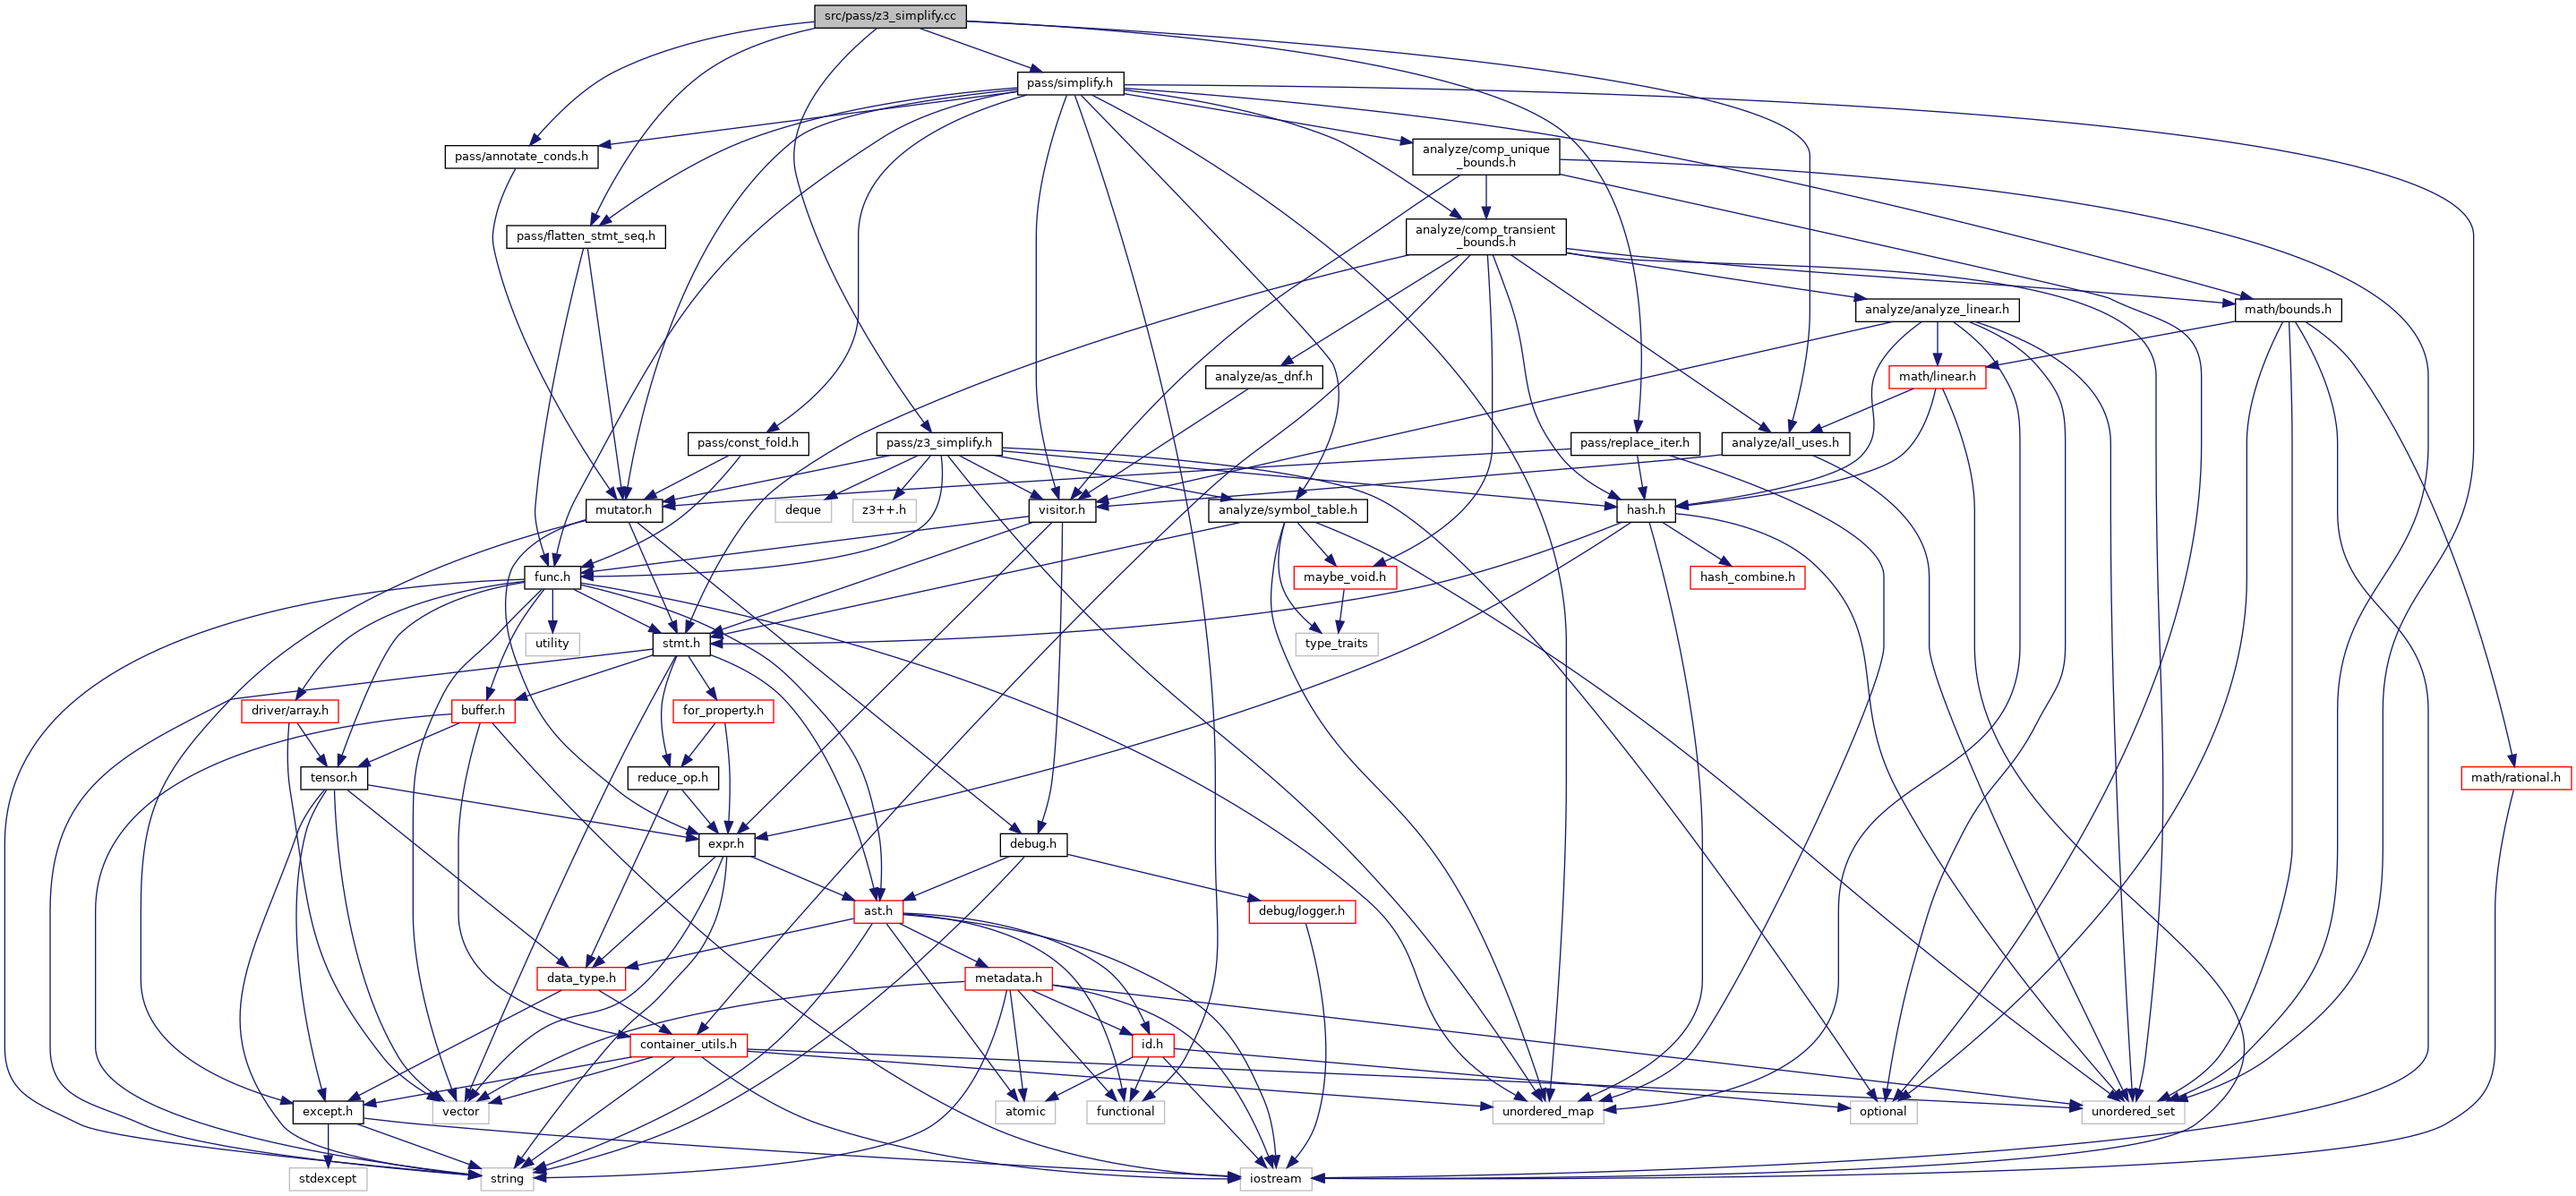 src/pass/z3_simplify.cc
pass/simplify.h
pass/annotate_conds.h
analyze/comp_unique
_bounds.h
pass/flatten_stmt_seq.h
analyze/comp_transient
_bounds.h
analyze/analyze_linear.h
math/bounds.h
analyze/as_dnf.h
math/linear.h
pass/const_fold.h
pass/z3_simplify.h
pass/replace_iter.h
analyze/all_uses.h
mutator.h
deque
z3++.h
visitor.h
analyze/symbol_table.h
hash.h
func.h
maybe_void.h
hash_combine.h
utility
stmt.h
type_traits
driver/array.h
buffer.h
for_property.h
tensor.h
reduce_op.h
math/rational.h
expr.h
debug.h
ast.h
debug/logger.h
data_type.h
metadata.h
container_utils.h
id.h
except.h
vector
atomic
functional
unordered_map
optional
unordered_set
stdexcept
string
iostream